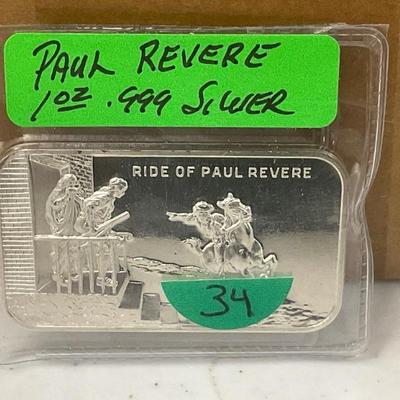 PAUL REVERE
1oz .999 SILVER
RIDE OF PAUL REVERE
34